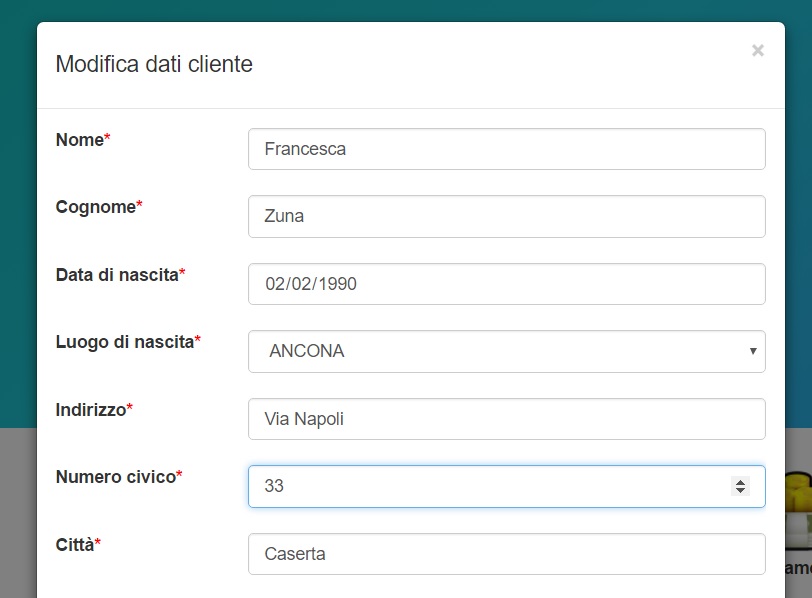 Modifica dati cliente
×
Nome*
Francesca
Cognome*
Zuna
Data di nascita*
02/02/1990
Luogo di nascita*
ANCONA
Indirizzo*
Via Napoli
Numero civico*
33
Città*
Caserta